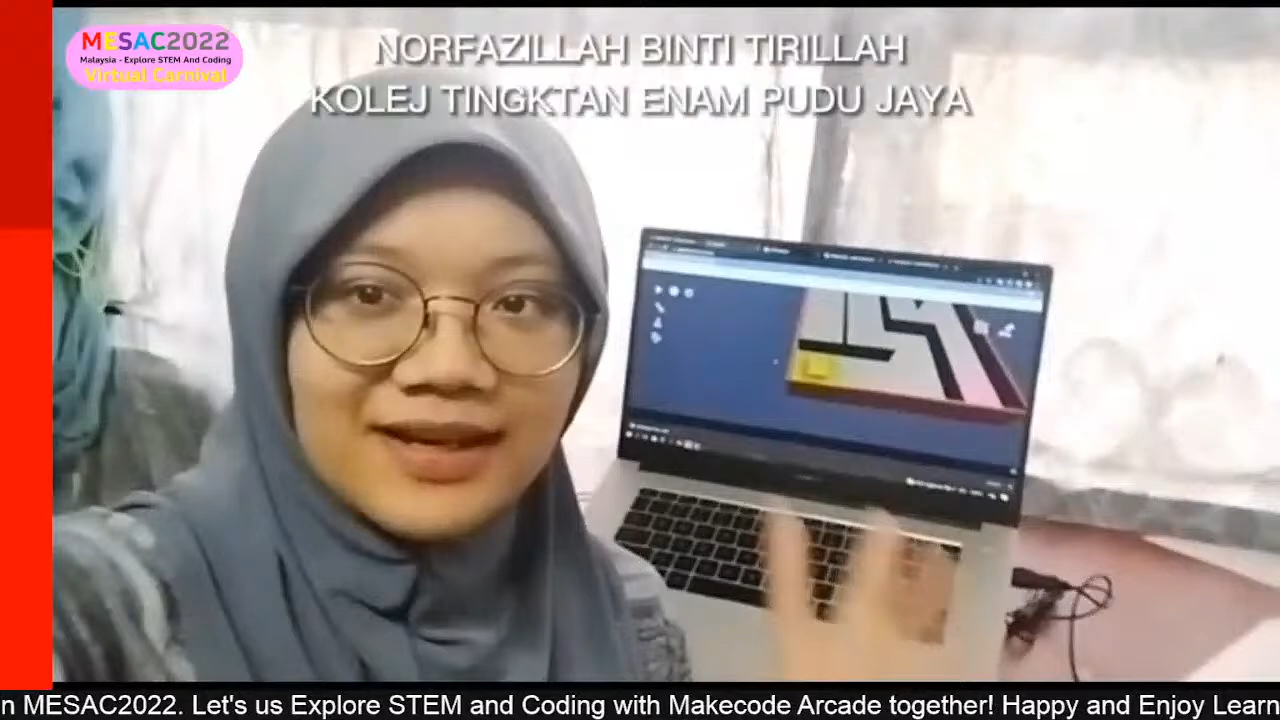 MESAC2022
Malaysia - Explore STEM And Coding
Virtual Carnival
NORFAZILLAH BINTI TIRILLAH
KOLEJ TINGKTAN ENAM PUDU JAYA
n MESAC2022. Let's us Explore STEM and Coding with Makecode Arcade together! Happy and Enjoy Learn